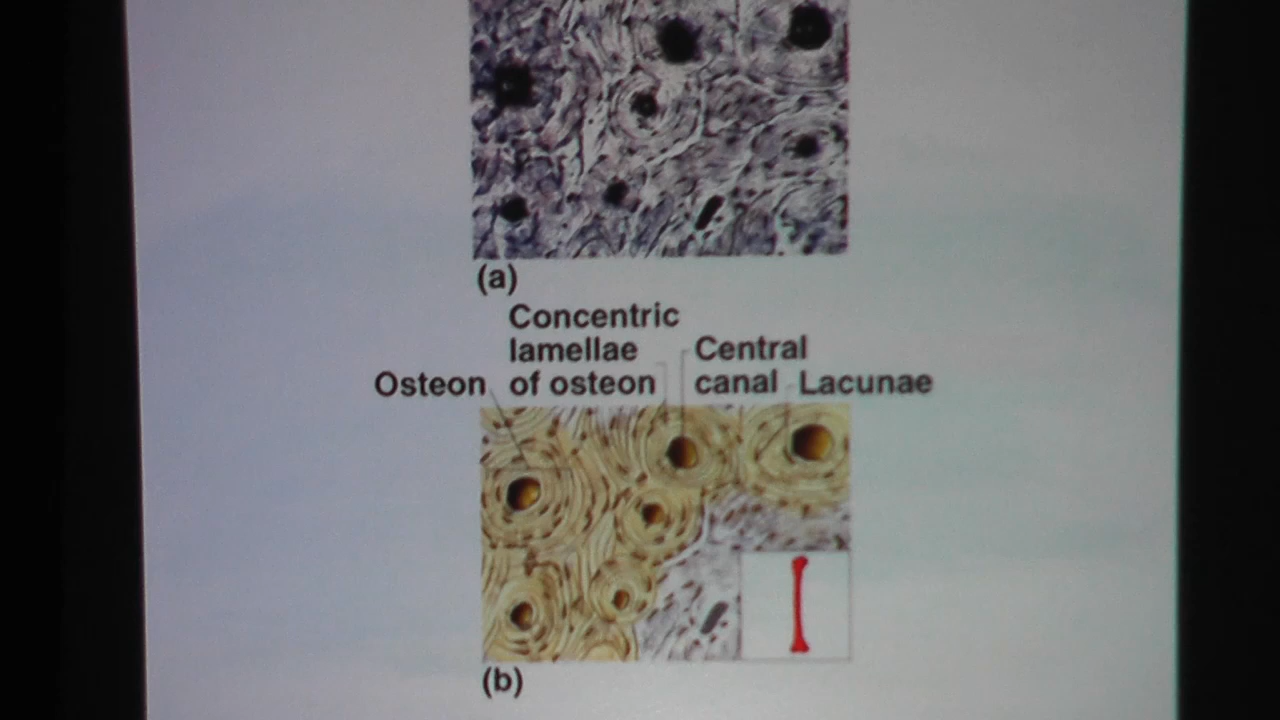 (a)
Concentric
lamellae
of osteon
Central
canal
Osteon
Lacunae
(b)